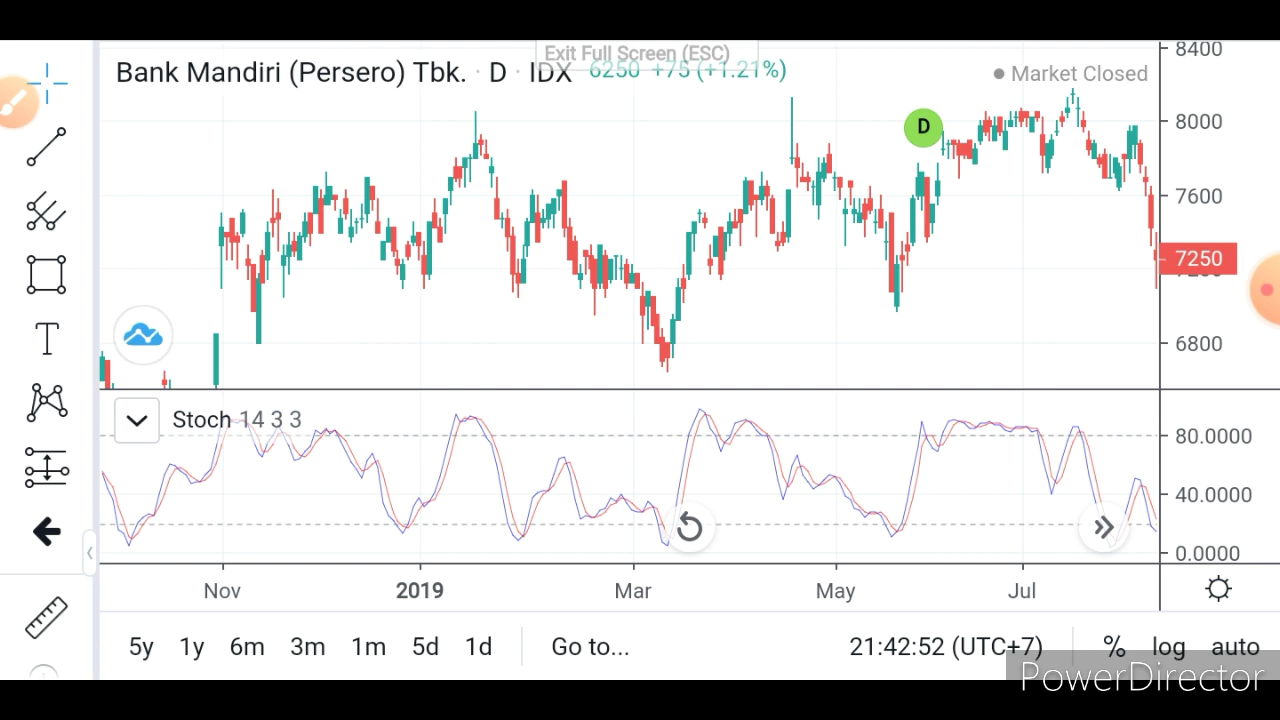 Exit Full Screen (ESC)
Bank Mandiri (Persero) Tbk. · D · IDX 6250 +75 (+1.21%)
Market Closed
8400
8000
7600
7250
6800
D
T
Stoch 14 3 3
80.0000
40.0000
0.0000
Nov 2019 Mar May Jul
5y 1y 6m 3m 1m 5d 1d Go to... 21:42:52 (UTC+7) % log auto
PowerDirector